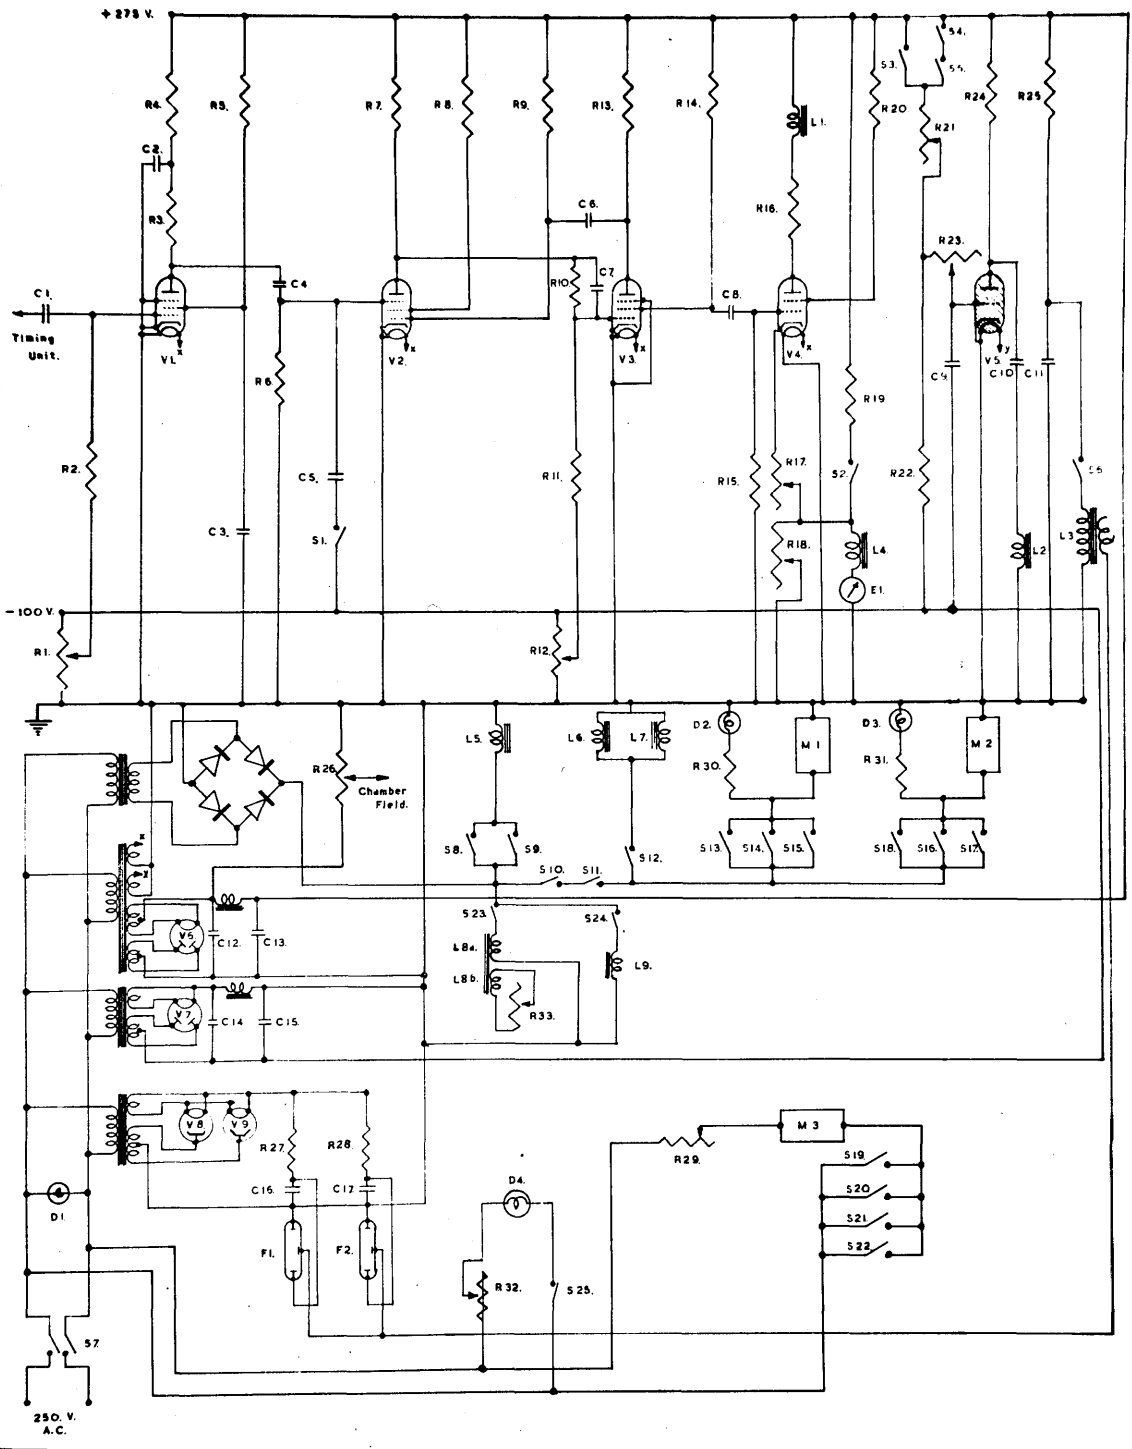 + 275 V.
S4.
S3.
S5.
R4.
R5.
R7.
R8.
R9.
R13.
R14.
R20
R24
R25
L1.
R21
C2.
R3.
C6.
R16.
R23.
C1.
C4.
R10.
C7.
C8.
Timing
Unit.
x
V1.
x
V2.
x
V3.
x
V4.
y
V5.
C9.
C10
C11
R6.
R19
R2.
C5.
R11.
R15.
R17.
S2.
R22.
S6
C3.
S1.
R18.
L4.
L2
L3
E1.
-100 V.
R1.
R12.
L5.
L6.
L7.
D2.
M 1
D3.
M 2
R26.
Chamber
Field.
R30.
R31.
x
S8.
S9.
S13.
S14.
S15.
S18.
S16.
S17.
S12.
x
S10.
S11.
S23.
S24.
V6.
C12.
C13.
L8a.
L9.
L8b.
V7.
C14
C15.
R33.
V8
V9
R27.
R28.
M 3
R29.
S19.
D4.
C16.
C17.
S20
D1.
S21
F1.
F2.
S22
R32.
S25.
S7.
250. V.
A.C.